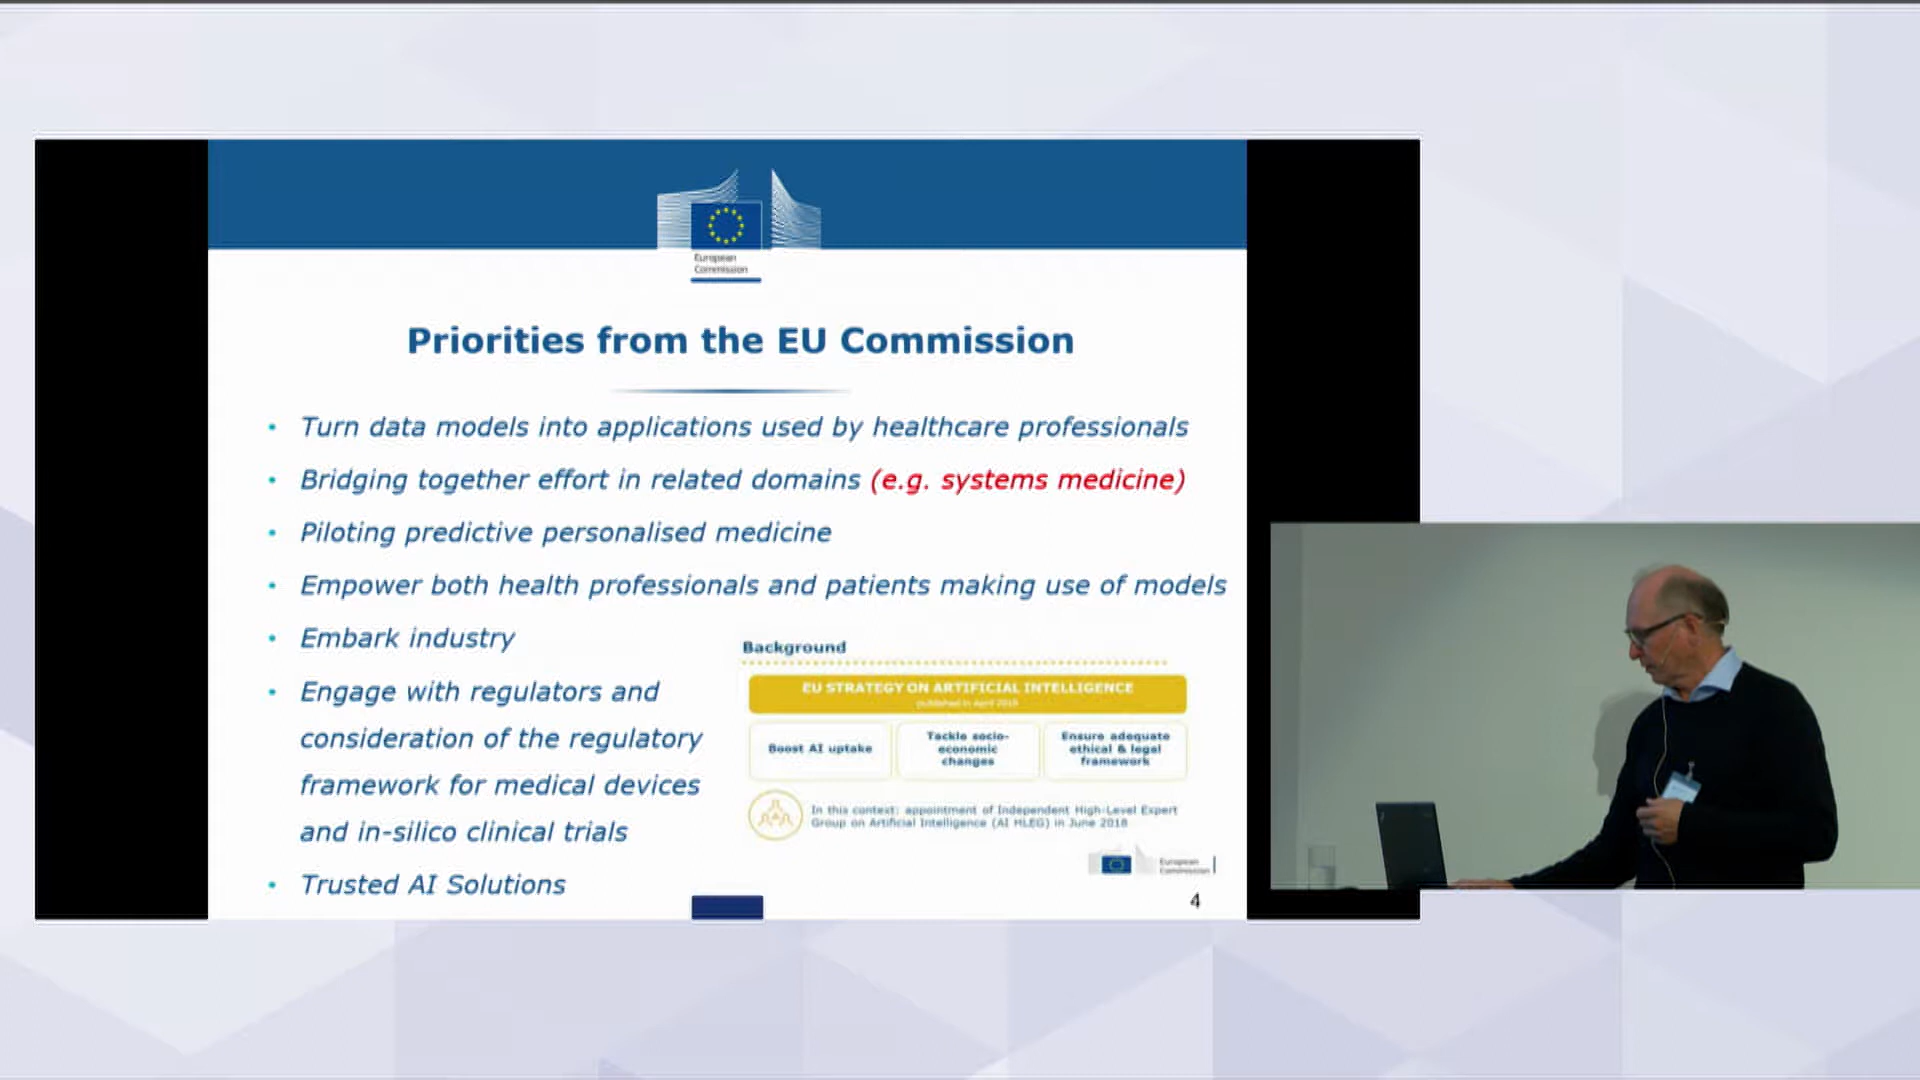 European
Commission
Priorities from the EU Commission
• Turn data models into applications used by healthcare professionals
• Bridging together effort in related domains (e.g. systems medicine)
• Piloting predictive personalised medicine
• Empower both health professionals and patients making use of models
• Embark industry
• Engage with regulators and
consideration of the regulatory
framework for medical devices
and in-silico clinical trials
• Trusted AI Solutions
Background
EU STRATEGY ON ARTIFICIAL INTELLIGENCE
published in April 2018
Boost AI uptake
Tackle socio-
economic
changes
Ensure adequate
ethical & legal
framework
In this context: appointment of Independent High-Level Expert
Group on Artificial Intelligence (AI HLEG) in June 2018
European
Commission
4